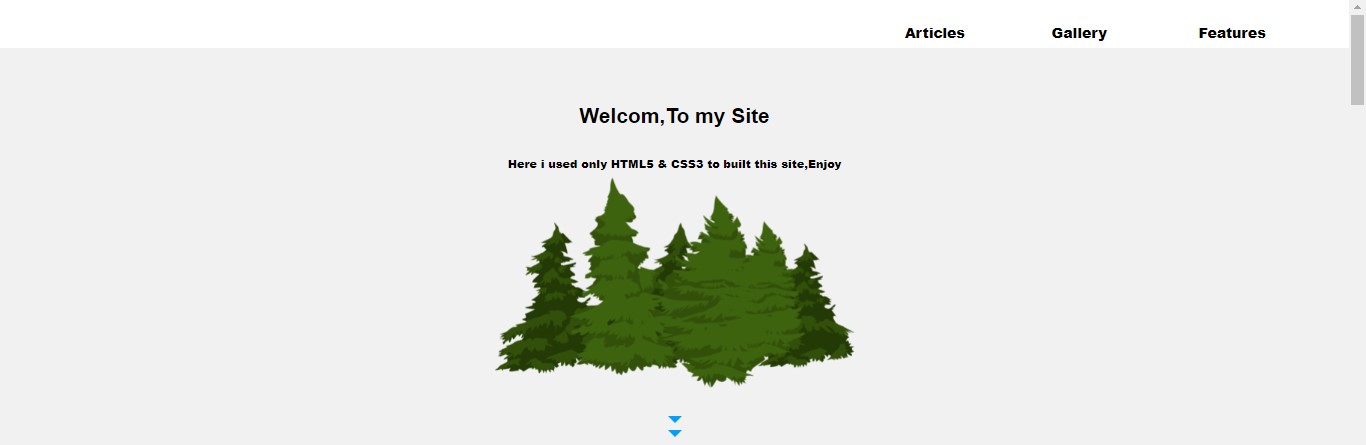 Articles Gallery Features
Welcom,To my Site
Here i used only HTML5 & CSS3 to built this site,Enjoy